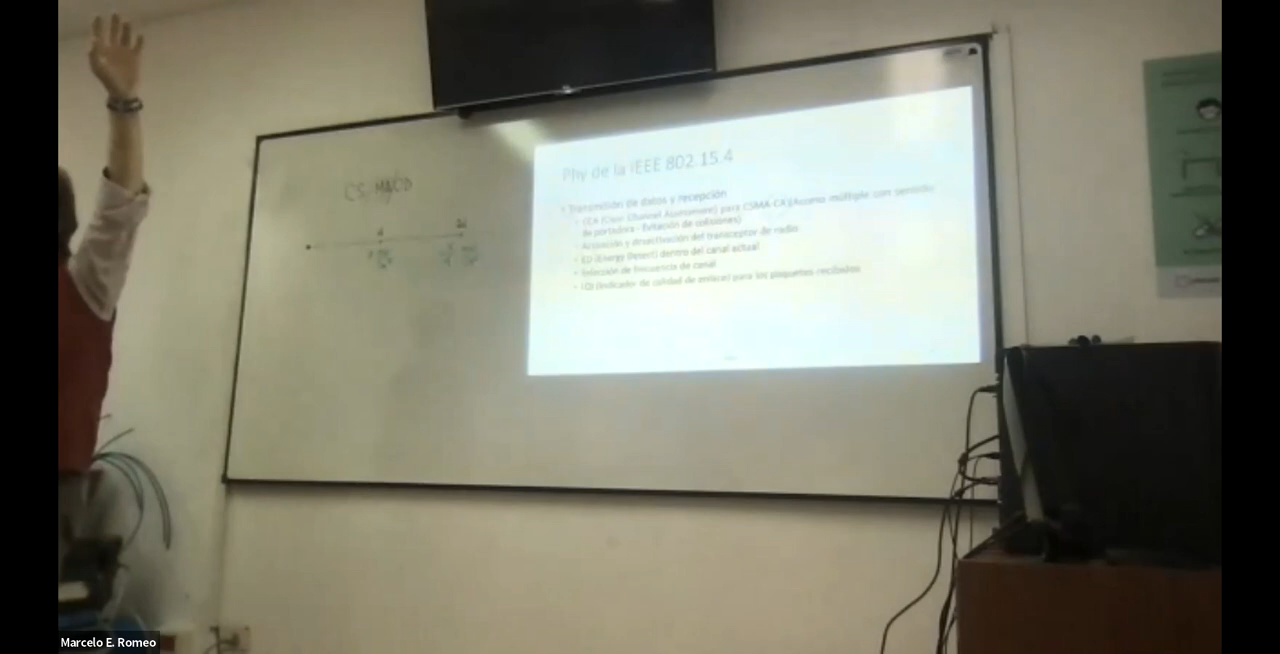 CSMA/CD
d
2d
Phy de la IEEE 802.15.4
• Transmisión de datos y recepción
• CCA (Clear Channel Assessment) para CSMA-CA (Acceso múltiple con sentido
de portadora - Evitación de colisiones)
• Activación y desactivación del transceptor de radio
• ED (Energy Detect) dentro del canal actual
• Selección de frecuencia de canal
• LQI (Indicador de calidad de enlace) para los paquetes recibidos
Marcelo E. Romeo